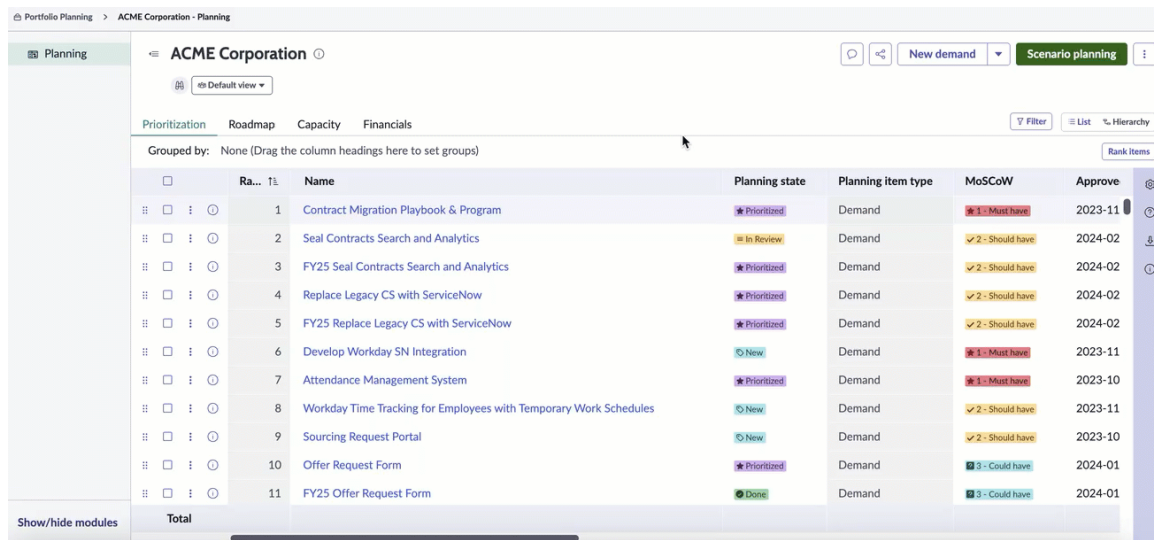 Portfolio Planning > ACME Corporation - Planning
Planning
ACME Corporation
New demand
Scenario planning
Default view
Prioritization Roadmap Capacity Financials
Filter List Hierarchy
Grouped by: None (Drag the column headings here to set groups)
Rank items
Ra... Name Planning state Planning item type MoSCoW Approve
1 Contract Migration Playbook & Program Prioritized Demand 1 - Must have 2023-11
2 Seal Contracts Search and Analytics In Review Demand 2 - Should have 2024-02
3 FY25 Seal Contracts Search and Analytics Prioritized Demand 2 - Should have 2024-02
4 Replace Legacy CS with ServiceNow Prioritized Demand 2 - Should have 2024-02
5 FY25 Replace Legacy CS with ServiceNow Prioritized Demand 2 - Should have 2024-02
6 Develop Workday SN Integration New Demand 1 - Must have 2023-11
7 Attendance Management System Prioritized Demand 1 - Must have 2023-10
8 Workday Time Tracking for Employees with Temporary Work Schedules New Demand 2 - Should have 2023-11
9 Sourcing Request Portal New Demand 2 - Should have 2023-10
10 Offer Request Form Prioritized Demand 3 - Could have 2024-01
11 FY25 Offer Request Form Done Demand 3 - Could have 2024-01
Show/hide modules
Total